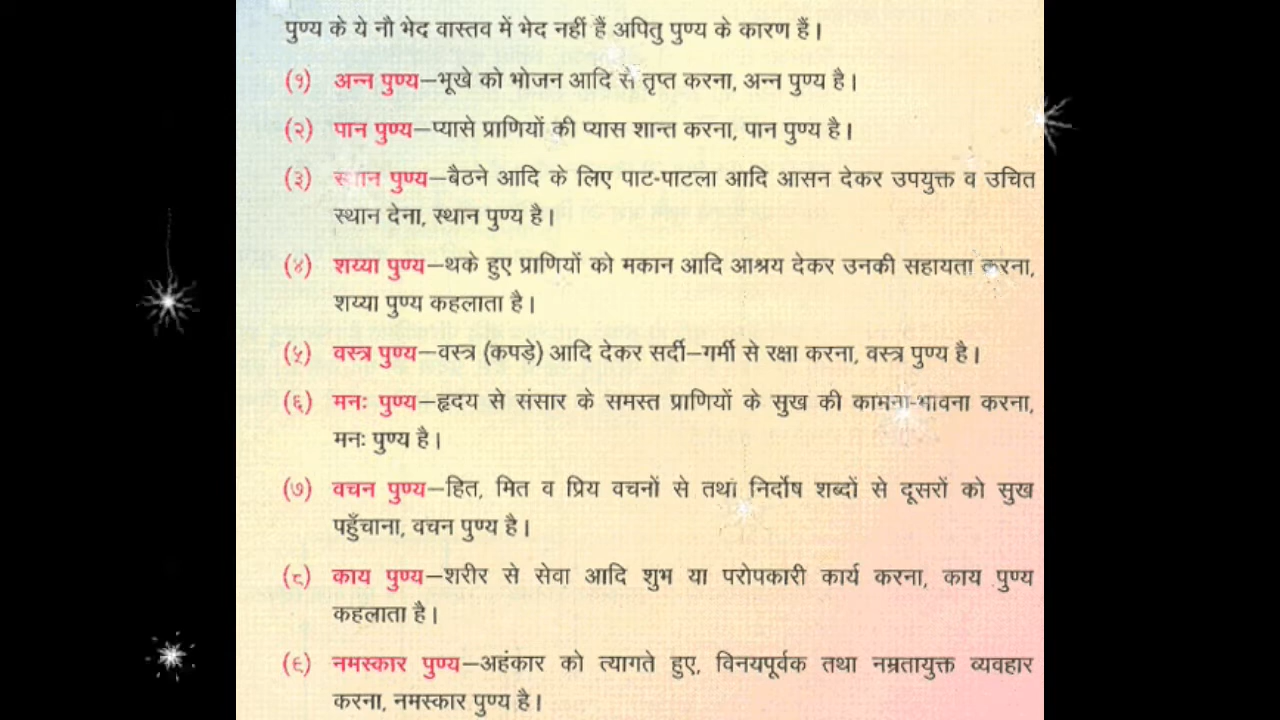 पुण्य के ये नौ भेद वास्तव में भेद नहीं हैं अपितु पुण्य के कारण हैं।
(१) अन्न पुण्य–भूखे को भोजन आदि से तृप्त करना, अन्न पुण्य है।
(२) पान पुण्य–प्यासे प्राणियों की प्यास शान्त करना, पान पुण्य है।
(३) स्थान पुण्य–बैठने आदि के लिए पाट-पाटला आदि आसन देकर उपयुक्त व उचित
स्थान देना, स्थान पुण्य है।
(४) शय्या पुण्य–थके हुए प्राणियों को मकान आदि आश्रय देकर उनकी सहायता करना,
शय्या पुण्य कहलाता है।
(५) वस्त्र पुण्य–वस्त्र (कपड़े) आदि देकर सर्दी–गर्मी से रक्षा करना, वस्त्र पुण्य है।
(६) मनः पुण्य–हृदय से संसार के समस्त प्राणियों के सुख की कामना-भावना करना,
मनः पुण्य है।
(७) वचन पुण्य–हित, मित व प्रिय वचनों से तथा निर्दोष शब्दों से दूसरों को सुख
पहुँचाना, वचन पुण्य है।
(८) काय पुण्य–शरीर से सेवा आदि शुभ या परोपकारी कार्य करना, काय पुण्य
कहलाता है।
(९) नमस्कार पुण्य–अहंकार को त्यागते हुए, विनयपूर्वक तथा नम्रतायुक्त व्यवहार
करना, नमस्कार पुण्य है।